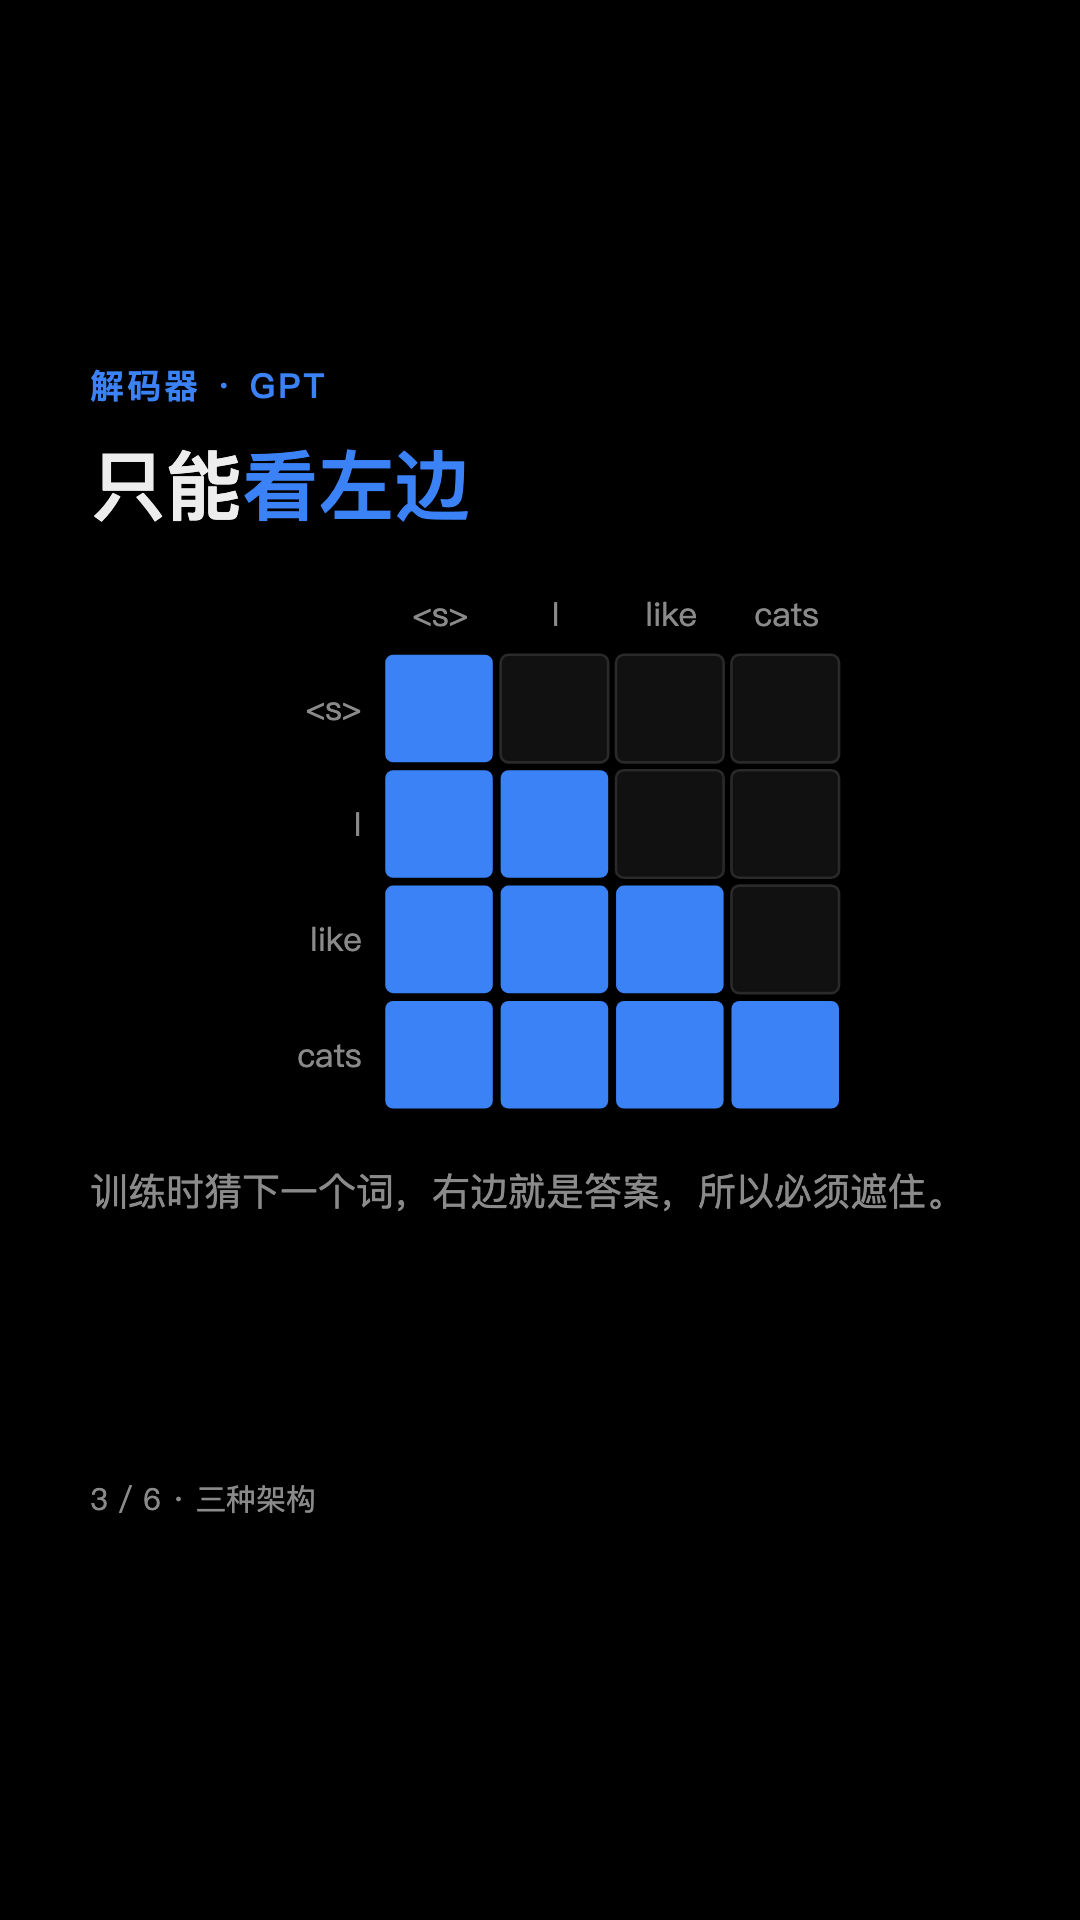 解码器 · GPT
只能看左边
<s> I like cats
<s>
I
like
cats
训练时猜下一个词，右边就是答案，所以必须遮住。
3 / 6 · 三种架构